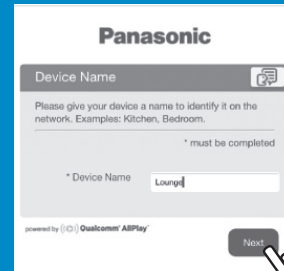 Panasonic
Device Name
Please give your device a name to identify it on the
network. Examples: Kitchen, Bedroom.
* must be completed
* Device Name Lounge
powered by Qualcomm® AllPlay™
Next